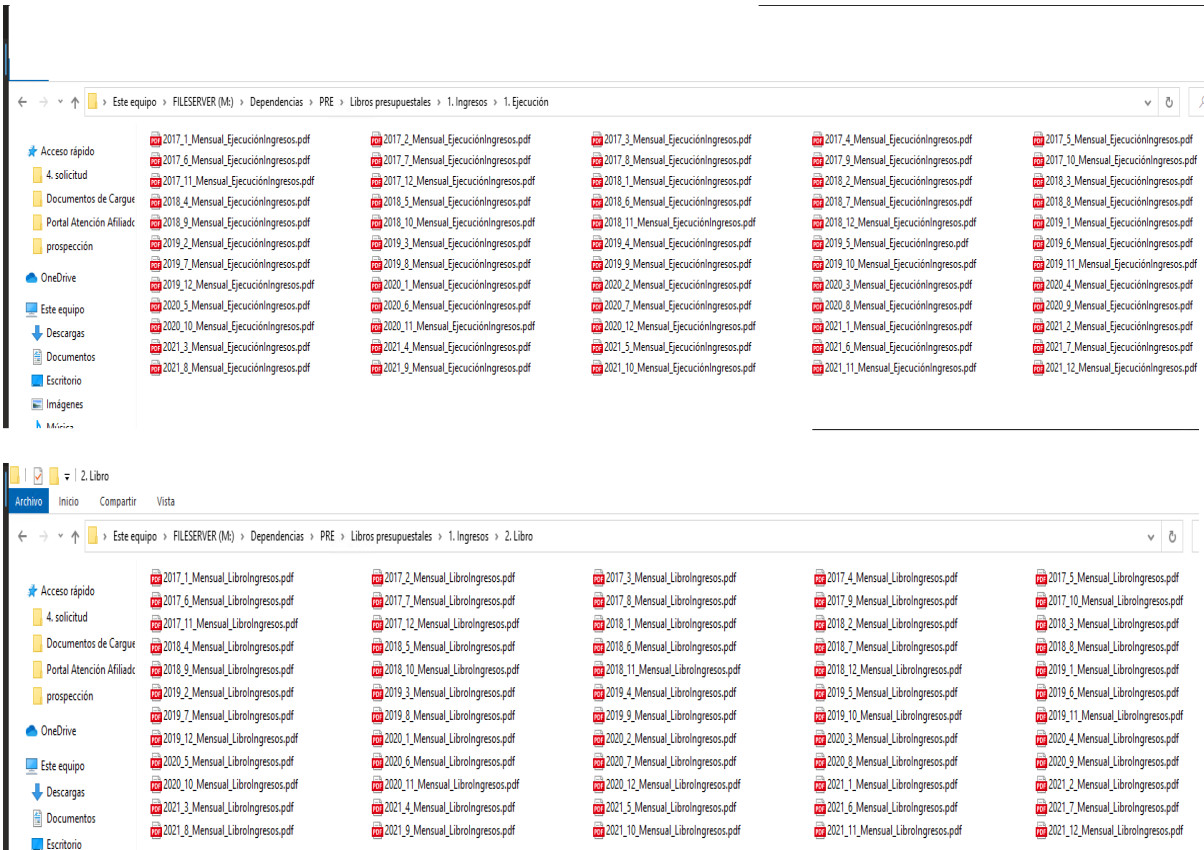 Este equipo > FILESERVER (M:) > Dependencias > PRE > Libros presupuestales > 1. Ingresos > 1. Ejecución
Acceso rápido
4. solicitud
Documentos de Cargue
Portal Atención Afiliadc
prospección
OneDrive
Este equipo
Descargas
Documentos
Escritorio
Imágenes
Música
2017_1_Mensual_EjecuciónIngresos.pdf 2017_2_Mensual_EjecuciónIngresos.pdf 2017_3_Mensual_EjecuciónIngresos.pdf 2017_4_Mensual_EjecuciónIngresos.pdf 2017_5_Mensual_EjecuciónIngresos.pdf
2017_6_Mensual_EjecuciónIngresos.pdf 2017_7_Mensual_EjecuciónIngresos.pdf 2017_8_Mensual_EjecuciónIngresos.pdf 2017_9_Mensual_EjecuciónIngresos.pdf 2017_10_Mensual_EjecuciónIngresos.pdf
2017_11_Mensual_EjecuciónIngresos.pdf 2017_12_Mensual_EjecuciónIngresos.pdf 2018_1_Mensual_EjecuciónIngresos.pdf 2018_2_Mensual_EjecuciónIngresos.pdf 2018_3_Mensual_EjecuciónIngresos.pdf
2018_4_Mensual_EjecuciónIngresos.pdf 2018_5_Mensual_EjecuciónIngresos.pdf 2018_6_Mensual_EjecuciónIngresos.pdf 2018_7_Mensual_EjecuciónIngresos.pdf 2018_8_Mensual_EjecuciónIngresos.pdf
2018_9_Mensual_EjecuciónIngresos.pdf 2018_10_Mensual_EjecuciónIngresos.pdf 2018_11_Mensual_EjecuciónIngresos.pdf 2018_12_Mensual_EjecuciónIngresos.pdf 2019_1_Mensual_EjecuciónIngresos.pdf
2019_2_Mensual_EjecuciónIngresos.pdf 2019_3_Mensual_EjecuciónIngresos.pdf 2019_4_Mensual_EjecuciónIngresos.pdf 2019_5_Mensual_EjecuciónIngreso.pdf 2019_6_Mensual_EjecuciónIngresos.pdf
2019_7_Mensual_EjecuciónIngresos.pdf 2019_8_Mensual_EjecuciónIngresos.pdf 2019_9_Mensual_EjecuciónIngresos.pdf 2019_10_Mensual_EjecuciónIngresos.pdf 2019_11_Mensual_EjecuciónIngresos.pdf
2019_12_Mensual_EjecuciónIngresos.pdf 2020_1_Mensual_EjecuciónIngresos.pdf 2020_2_Mensual_EjecuciónIngresos.pdf 2020_3_Mensual_EjecuciónIngresos.pdf 2020_4_Mensual_EjecuciónIngresos.pdf
2020_5_Mensual_EjecuciónIngresos.pdf 2020_6_Mensual_EjecuciónIngresos.pdf 2020_7_Mensual_EjecuciónIngresos.pdf 2020_8_Mensual_EjecuciónIngresos.pdf 2020_9_Mensual_EjecuciónIngresos.pdf
2020_10_Mensual_EjecuciónIngresos.pdf 2020_11_Mensual_EjecuciónIngresos.pdf 2020_12_Mensual_EjecuciónIngresos.pdf 2021_1_Mensual_EjecuciónIngresos.pdf 2021_2_Mensual_EjecuciónIngresos.pdf
2021_3_Mensual_EjecuciónIngresos.pdf 2021_4_Mensual_EjecuciónIngresos.pdf 2021_5_Mensual_EjecuciónIngresos.pdf 2021_6_Mensual_EjecuciónIngresos.pdf 2021_7_Mensual_EjecuciónIngresos.pdf
2021_8_Mensual_EjecuciónIngresos.pdf 2021_9_Mensual_EjecuciónIngresos.pdf 2021_10_Mensual_EjecuciónIngresos.pdf 2021_11_Mensual_EjecuciónIngresos.pdf 2021_12_Mensual_EjecuciónIngresos.pdf
2. Libro
Archivo Inicio Compartir Vista
Este equipo > FILESERVER (M:) > Dependencias > PRE > Libros presupuestales > 1. Ingresos > 2. Libro
Acceso rápido
4. solicitud
Documentos de Cargue
Portal Atención Afiliadc
prospección
OneDrive
Este equipo
Descargas
Documentos
Escritorio
2017_1_Mensual_LibroIngresos.pdf 2017_2_Mensual_LibroIngresos.pdf 2017_3_Mensual_LibroIngresos.pdf 2017_4_Mensual_LibroIngresos.pdf 2017_5_Mensual_LibroIngresos.pdf
2017_6_Mensual_LibroIngresos.pdf 2017_7_Mensual_LibroIngresos.pdf 2017_8_Mensual_LibroIngresos.pdf 2017_9_Mensual_LibroIngresos.pdf 2017_10_Mensual_LibroIngresos.pdf
2017_11_Mensual_LibroIngresos.pdf 2017_12_Mensual_LibroIngresos.pdf 2018_1_Mensual_LibroIngresos.pdf 2018_2_Mensual_LibroIngresos.pdf 2018_3_Mensual_LibroIngresos.pdf
2018_4_Mensual_LibroIngresos.pdf 2018_5_Mensual_LibroIngresos.pdf 2018_6_Mensual_LibroIngresos.pdf 2018_7_Mensual_LibroIngresos.pdf 2018_8_Mensual_LibroIngresos.pdf
2018_9_Mensual_LibroIngresos.pdf 2018_10_Mensual_LibroIngresos.pdf 2018_11_Mensual_LibroIngresos.pdf 2018_12_Mensual_LibroIngresos.pdf 2019_1_Mensual_LibroIngresos.pdf
2019_2_Mensual_LibroIngresos.pdf 2019_3_Mensual_LibroIngresos.pdf 2019_4_Mensual_LibroIngresos.pdf 2019_5_Mensual_LibroIngresos.pdf 2019_6_Mensual_LibroIngresos.pdf
2019_7_Mensual_LibroIngresos.pdf 2019_8_Mensual_LibroIngresos.pdf 2019_9_Mensual_LibroIngresos.pdf 2019_10_Mensual_LibroIngresos.pdf 2019_11_Mensual_LibroIngresos.pdf
2019_12_Mensual_LibroIngresos.pdf 2020_1_Mensual_LibroIngresos.pdf 2020_2_Mensual_LibroIngresos.pdf 2020_3_Mensual_LibroIngresos.pdf 2020_4_Mensual_LibroIngresos.pdf
2020_5_Mensual_LibroIngresos.pdf 2020_6_Mensual_LibroIngresos.pdf 2020_7_Mensual_LibroIngresos.pdf 2020_8_Mensual_LibroIngresos.pdf 2020_9_Mensual_LibroIngresos.pdf
2020_10_Mensual_LibroIngresos.pdf 2020_11_Mensual_LibroIngresos.pdf 2020_12_Mensual_LibroIngresos.pdf 2021_1_Mensual_LibroIngresos.pdf 2021_2_Mensual_LibroIngresos.pdf
2021_3_Mensual_LibroIngresos.pdf 2021_4_Mensual_LibroIngresos.pdf 2021_5_Mensual_LibroIngresos.pdf 2021_6_Mensual_LibroIngresos.pdf 2021_7_Mensual_LibroIngresos.pdf
2021_8_Mensual_LibroIngresos.pdf 2021_9_Mensual_LibroIngresos.pdf 2021_10_Mensual_LibroIngresos.pdf 2021_11_Mensual_LibroIngresos.pdf 2021_12_Mensual_LibroIngresos.pdf